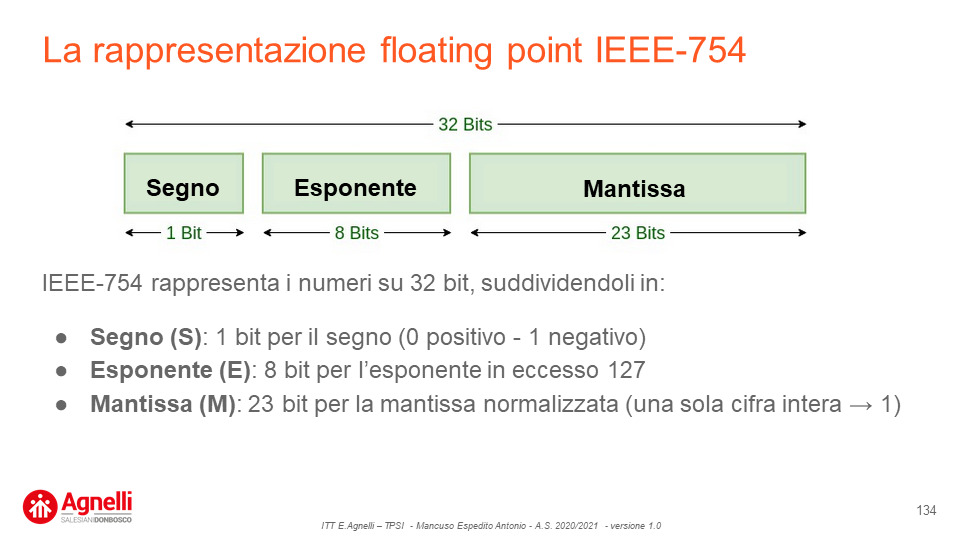 La rappresentazione floating point IEEE-754
32 Bits
Segno
Esponente
Mantissa
1 Bit
8 Bits
23 Bits
IEEE-754 rappresenta i numeri su 32 bit, suddividendoli in:
● Segno (S): 1 bit per il segno (0 positivo - 1 negativo)
● Esponente (E): 8 bit per l’esponente in eccesso 127
● Mantissa (M): 23 bit per la mantissa normalizzata (una sola cifra intera → 1)
Agnelli
SALESIANI DONBOSCO
134
ITT E.Agnelli – TPSI - Mancuso Espedito Antonio - A.S. 2020/2021 - versione 1.0